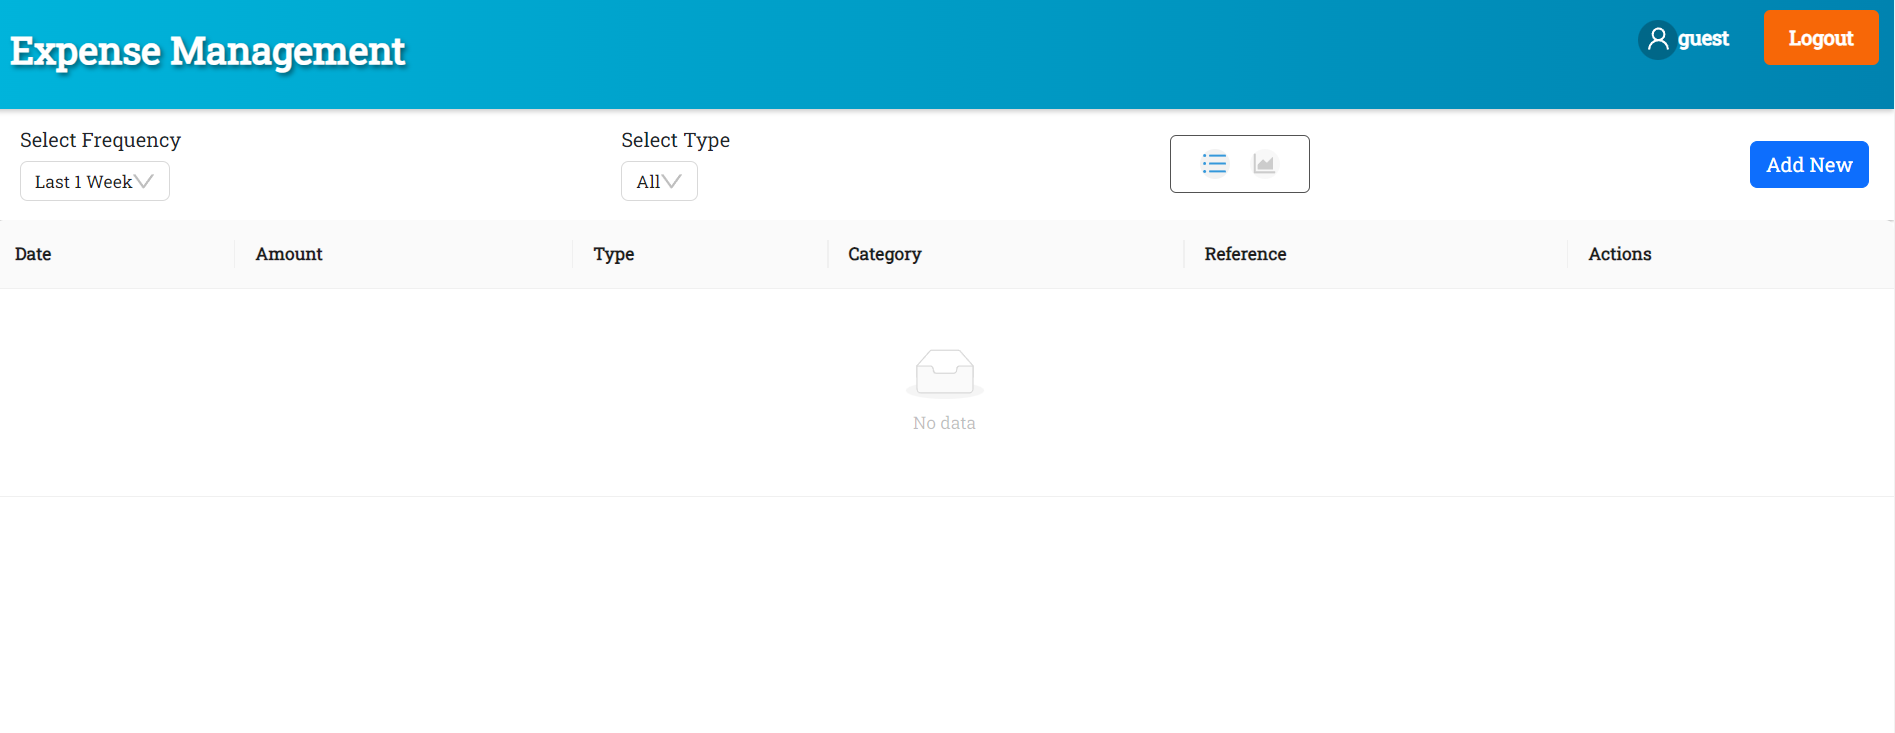 Expense Management
guest
Logout
Select Frequency
Select Type
Last 1 Week
All
Add New
Date
Amount
Type
Category
Reference
Actions
No data